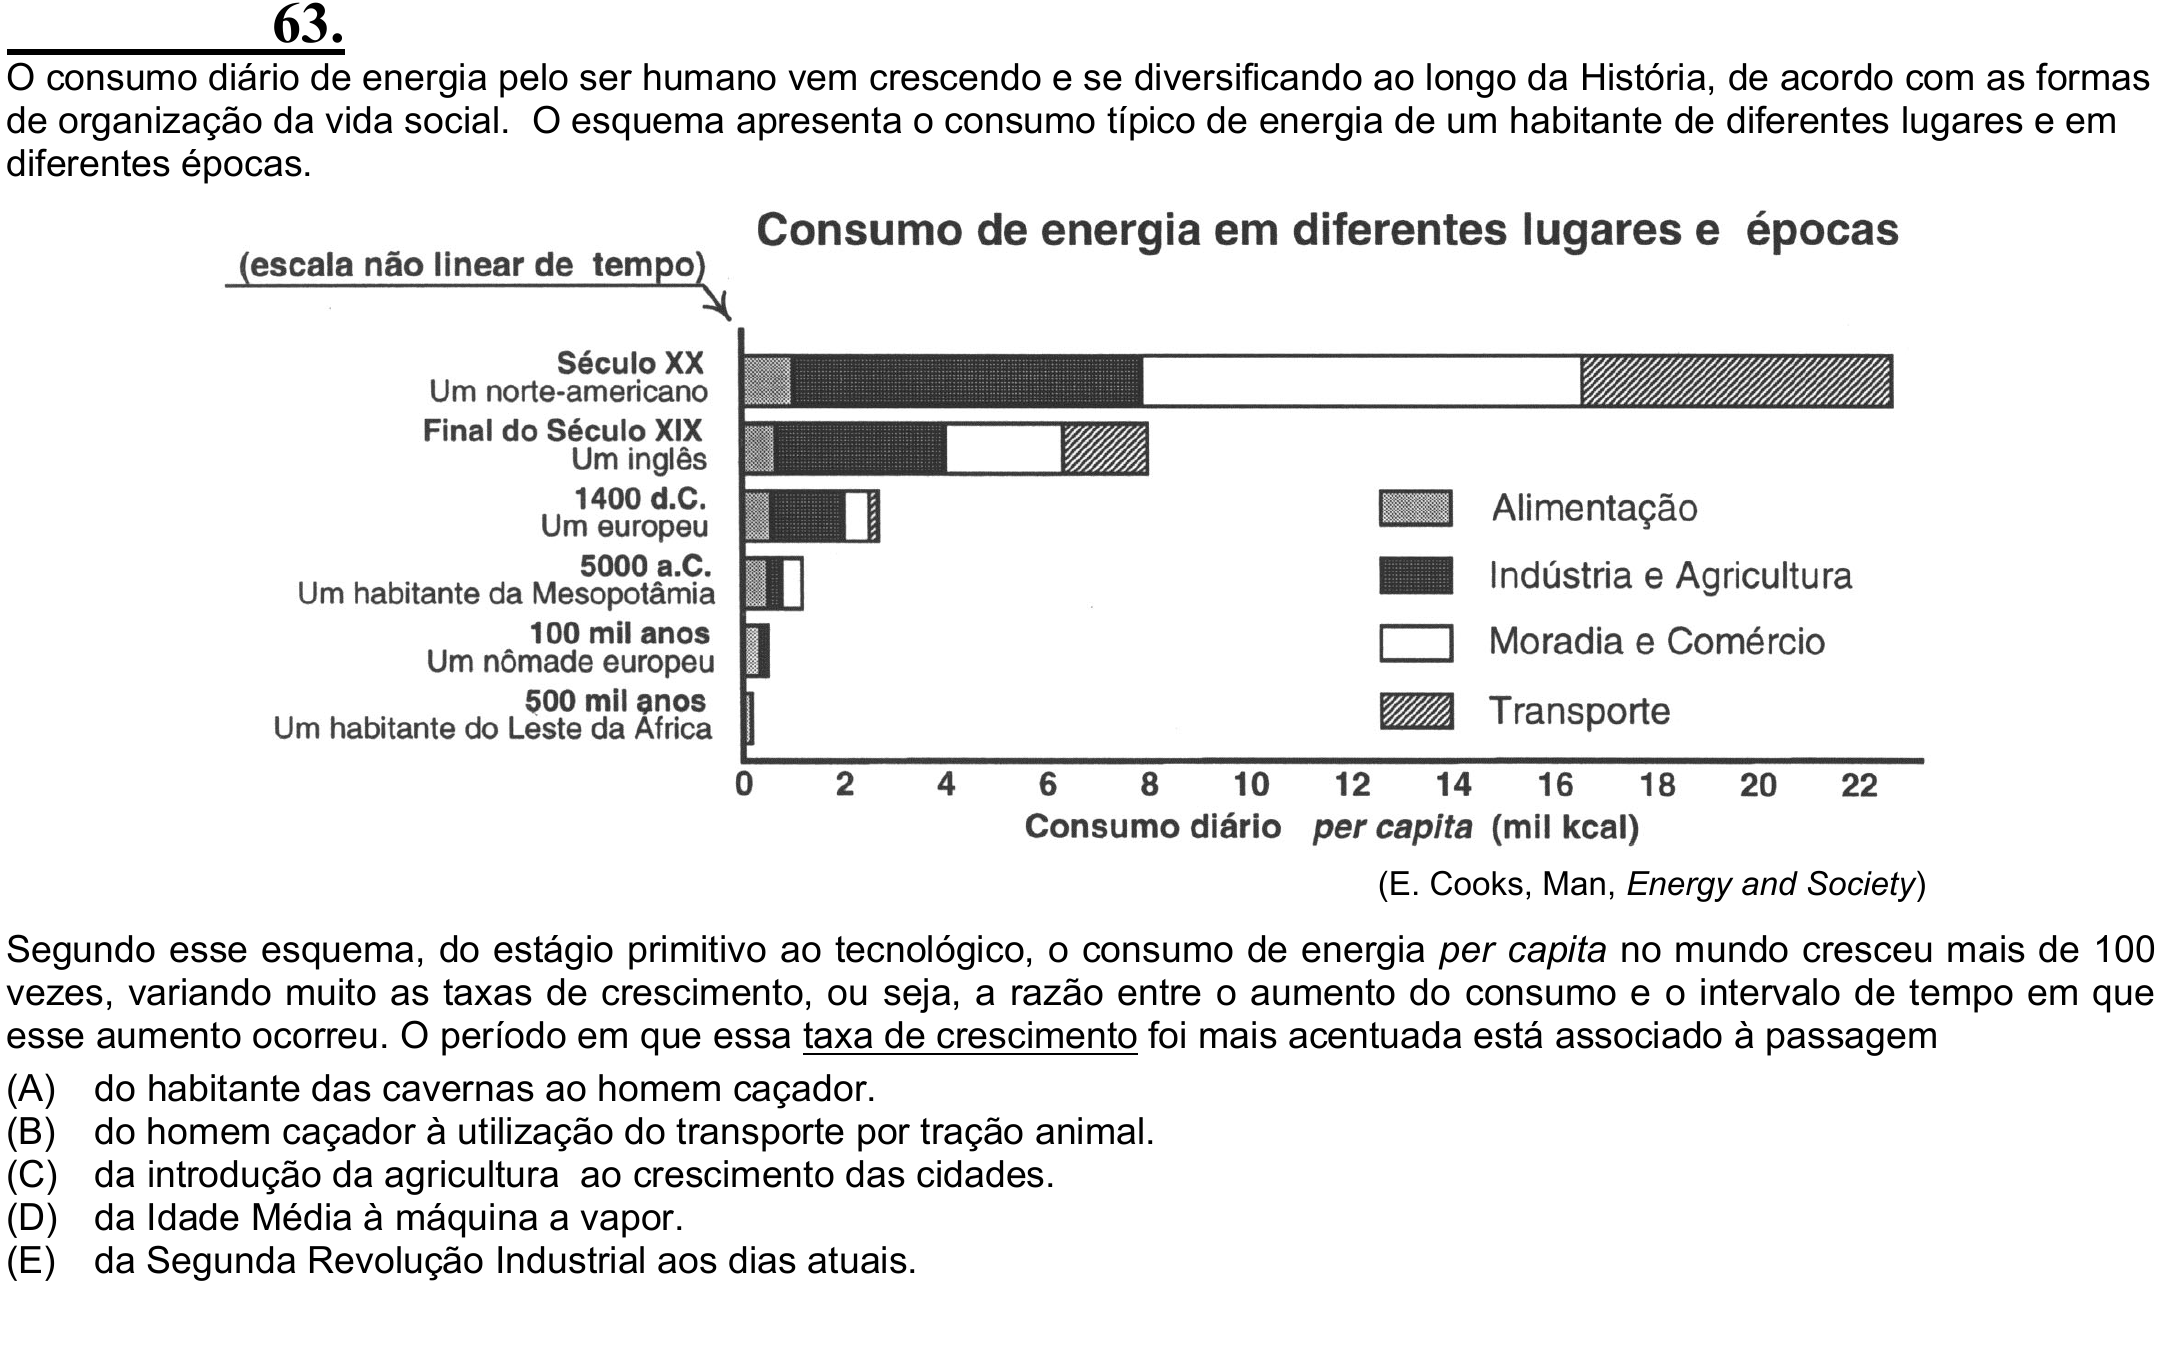 63.
O consumo diário de energia pelo ser humano vem crescendo e se diversificando ao longo da História, de acordo com as formas
de organização da vida social.  O esquema apresenta o consumo típico de energia de um habitante de diferentes lugares e em
diferentes épocas.
Consumo de energia em diferentes lugares e épocas
(escala não linear de tempo)
Século XX
Um norte-americano
Final do Século XIX
Um inglês
1400 d.C.
Um europeu
5000 a.C.
Um habitante da Mesopotâmia
100 mil anos
Um nômade europeu
500 mil anos
Um habitante do Leste da África
Alimentação
Indústria e Agricultura
Moradia e Comércio
Transporte
0 2 4 6 8 10 12 14 16 18 20 22
Consumo diário per capita (mil kcal)
(E. Cooks, Man, Energy and Society)
Segundo esse esquema, do estágio primitivo ao tecnológico, o consumo de energia per capita no mundo cresceu mais de 100
vezes, variando muito as taxas de crescimento, ou seja, a razão entre o aumento do consumo e o intervalo de tempo em que
esse aumento ocorreu. O período em que essa taxa de crescimento foi mais acentuada está associado à passagem
(A) do habitante das cavernas ao homem caçador.
(B) do homem caçador à utilização do transporte por tração animal.
(C) da introdução da agricultura ao crescimento das cidades.
(D) da Idade Média à máquina a vapor.
(E) da Segunda Revolução Industrial aos dias atuais.